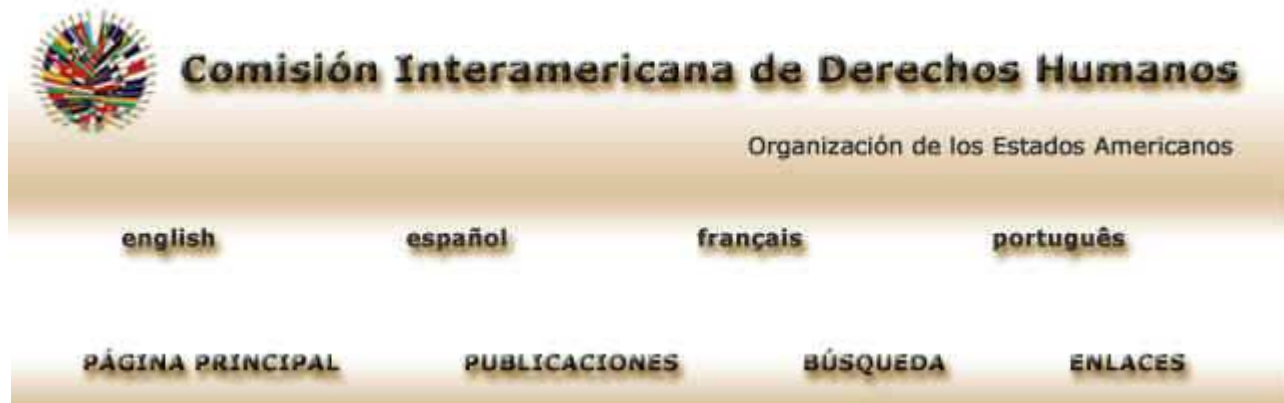 Comisión Interamericana de Derechos Humanos
Organización de los Estados Americanos
english español français português
PÁGINA PRINCIPAL PUBLICACIONES BÚSQUEDA ENLACES